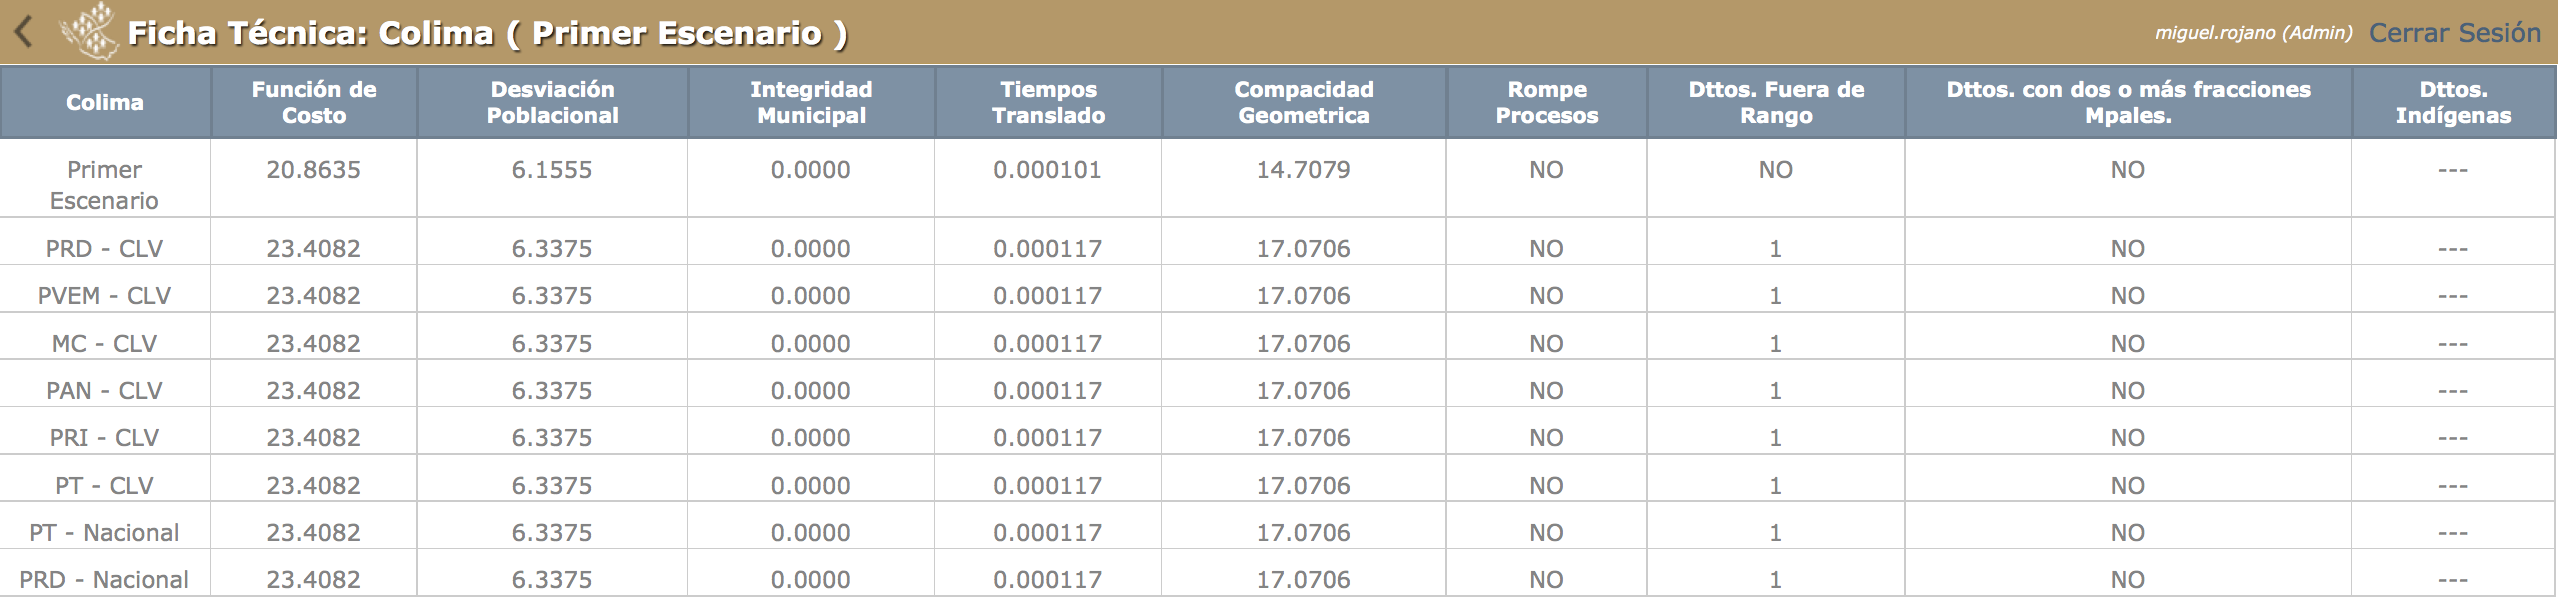 Ficha Técnica: Colima ( Primer Escenario )
miguel.rojano (Admin) Cerrar Sesión
Colima Función de Costo Desviación Poblacional Integridad Municipal Tiempos Translado Compacidad Geometrica Rompe Procesos Dttos. Fuera de Rango Dttos. con dos o más fracciones Mpales. Dttos. Indígenas
Primer Escenario 20.8635 6.1555 0.0000 0.000101 14.7079 NO NO NO ---
PRD - CLV 23.4082 6.3375 0.0000 0.000117 17.0706 NO 1 NO ---
PVEM - CLV 23.4082 6.3375 0.0000 0.000117 17.0706 NO 1 NO ---
MC - CLV 23.4082 6.3375 0.0000 0.000117 17.0706 NO 1 NO ---
PAN - CLV 23.4082 6.3375 0.0000 0.000117 17.0706 NO 1 NO ---
PRI - CLV 23.4082 6.3375 0.0000 0.000117 17.0706 NO 1 NO ---
PT - CLV 23.4082 6.3375 0.0000 0.000117 17.0706 NO 1 NO ---
PT - Nacional 23.4082 6.3375 0.0000 0.000117 17.0706 NO 1 NO ---
PRD - Nacional 23.4082 6.3375 0.0000 0.000117 17.0706 NO 1 NO ---